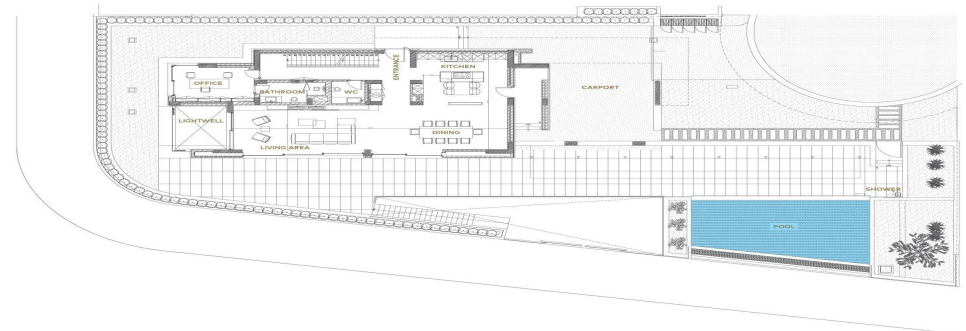 ENTRANCE
KITCHEN
OFFICE
BATHROOM
WC
CARPORT
LIGHTWELL
DINING
LIVING AREA
SHOWER
POOL